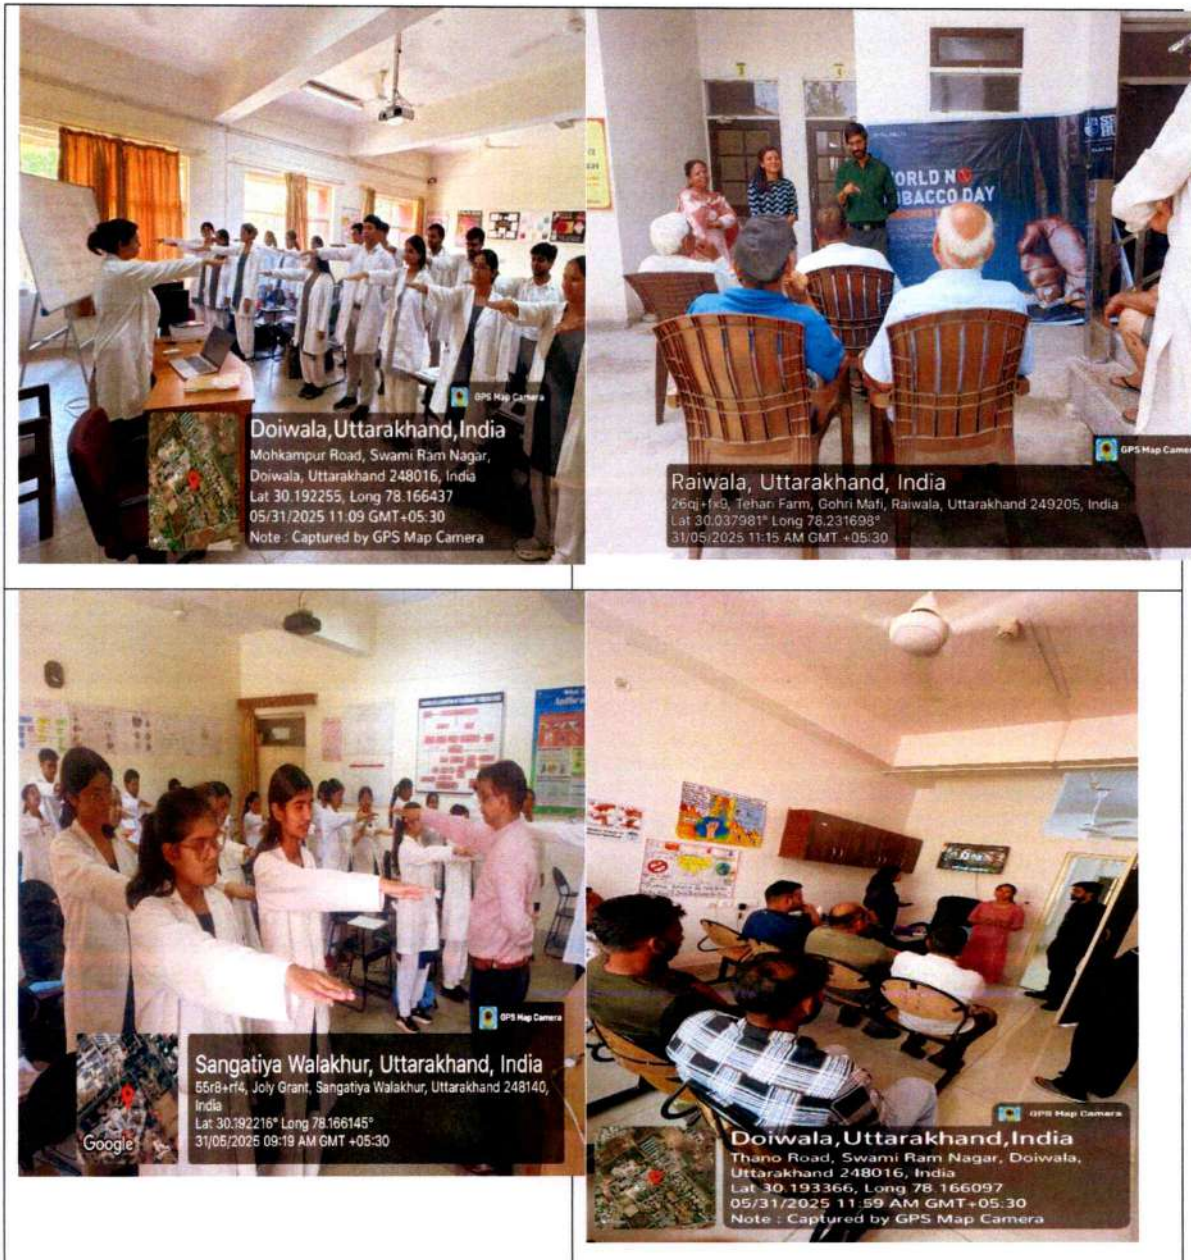 GPS Map Camera
Doiwala,Uttarakhand,India
Mohkampur Road, Swami Ram Nagar,
Doiwala, Uttarakhand 248016, India
Lat 30.192255, Long 78.166437
05/31/2025 11:09 GMT+05:30
Note : Captured by GPS Map Camera
ORLD NO
OBACCO DAY
GPS Map Camera
Raiwala, Uttarakhand, India
26qj+fx9, Tehari Farm, Gohri Mafi, Raiwala, Uttarakhand 249205, India
Lat 30.037981° Long 78.231698°
31/05/2025 11:15 AM GMT +05:30
GPS Map Camera
Sangatiya Walakhur, Uttarakhand, India
55r8+rf4, Joly Grant, Sangatiya Walakhur, Uttarakhand 248140,
India
Lat 30.192216° Long 78.166145°
31/05/2025 09:19 AM GMT +05:30
Google
GPS Map Camera
Doiwala,Uttarakhand,India
Thano Road, Swami Ram Nagar, Doiwala,
Uttarakhand 248016, India
Lat 30.193366, Long 78.166097
05/31/2025 11:59 AM GMT+05:30
Note : Captured by GPS Map Camera